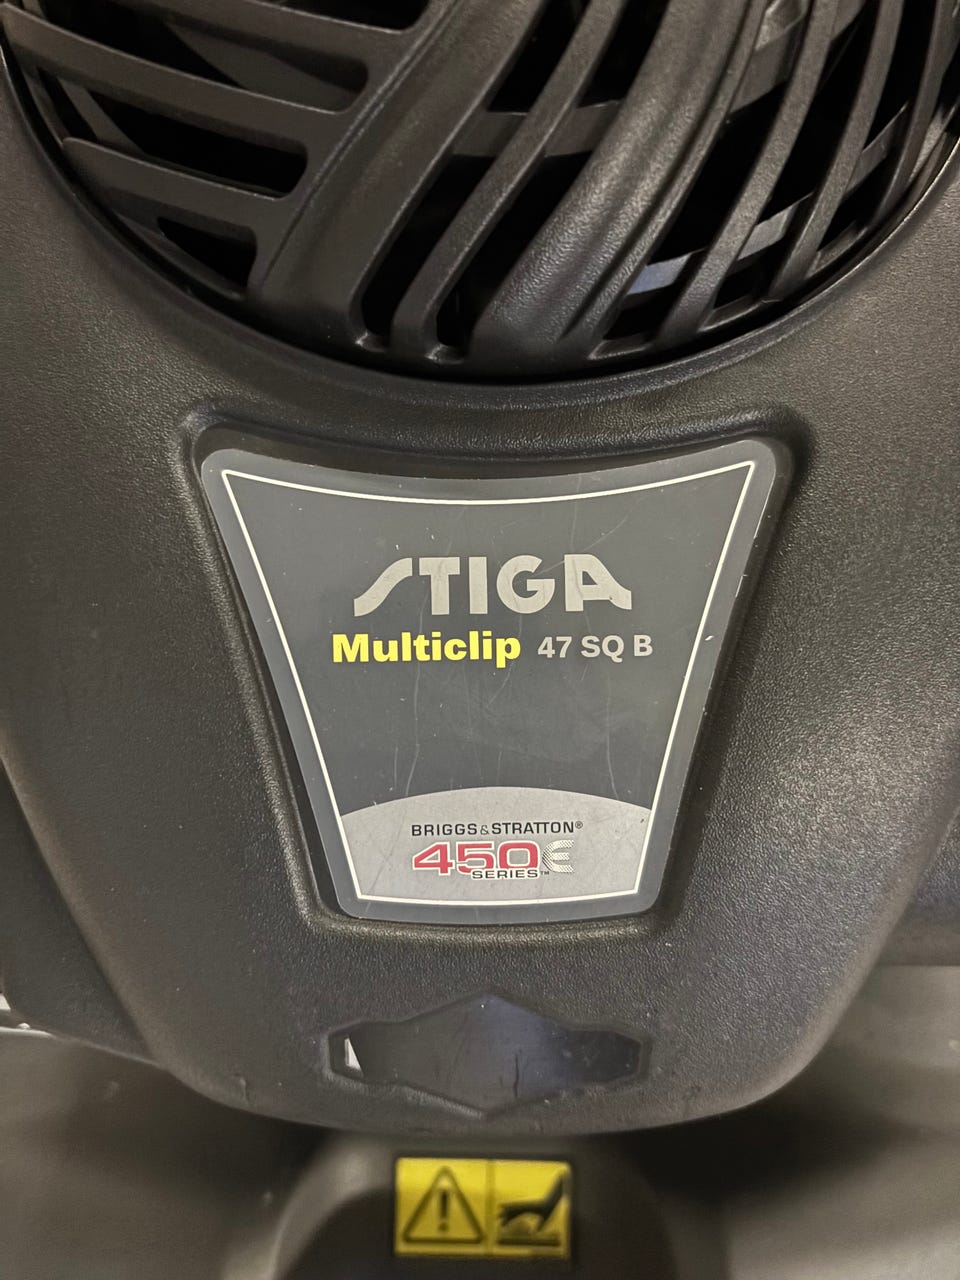 STIGA
Multiclip 47 SQ B
BRIGGS&STRATTON®
450E
SERIES™